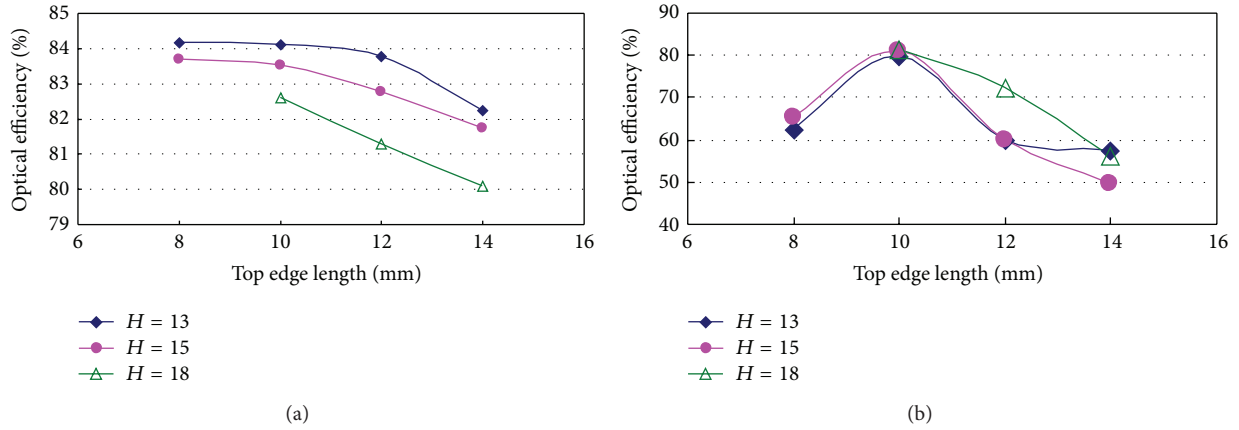 Optical efficiency (%)
85
84
83
82
81
80
79
6 8 10 12 14 16
Top edge length (mm)
H = 13
H = 15
H = 18
(a)
Optical efficiency (%)
90
80
70
60
50
40
6 8 10 12 14 16
Top edge length (mm)
H = 13
H = 15
H = 18
(b)